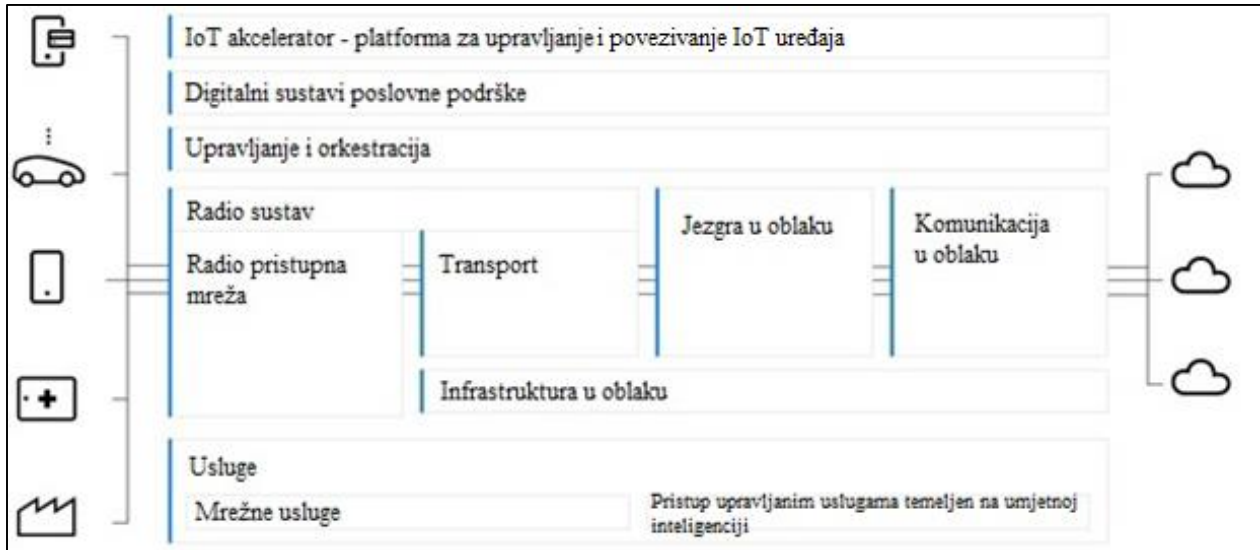 IoT akcelerator - platforma za upravljanje i povezivanje IoT uređaja
Digitalni sustavi poslovne podrške
Upravljanje i orkestracija
Radio sustav
Radio pristupna
mreža
Transport
Jezgra u oblaku
Komunikacija
u oblaku
Infrastruktura u oblaku
Usluge
Mrežne usluge
Pristup upravljanim uslugama temeljen na umjetnoj
inteligenciji